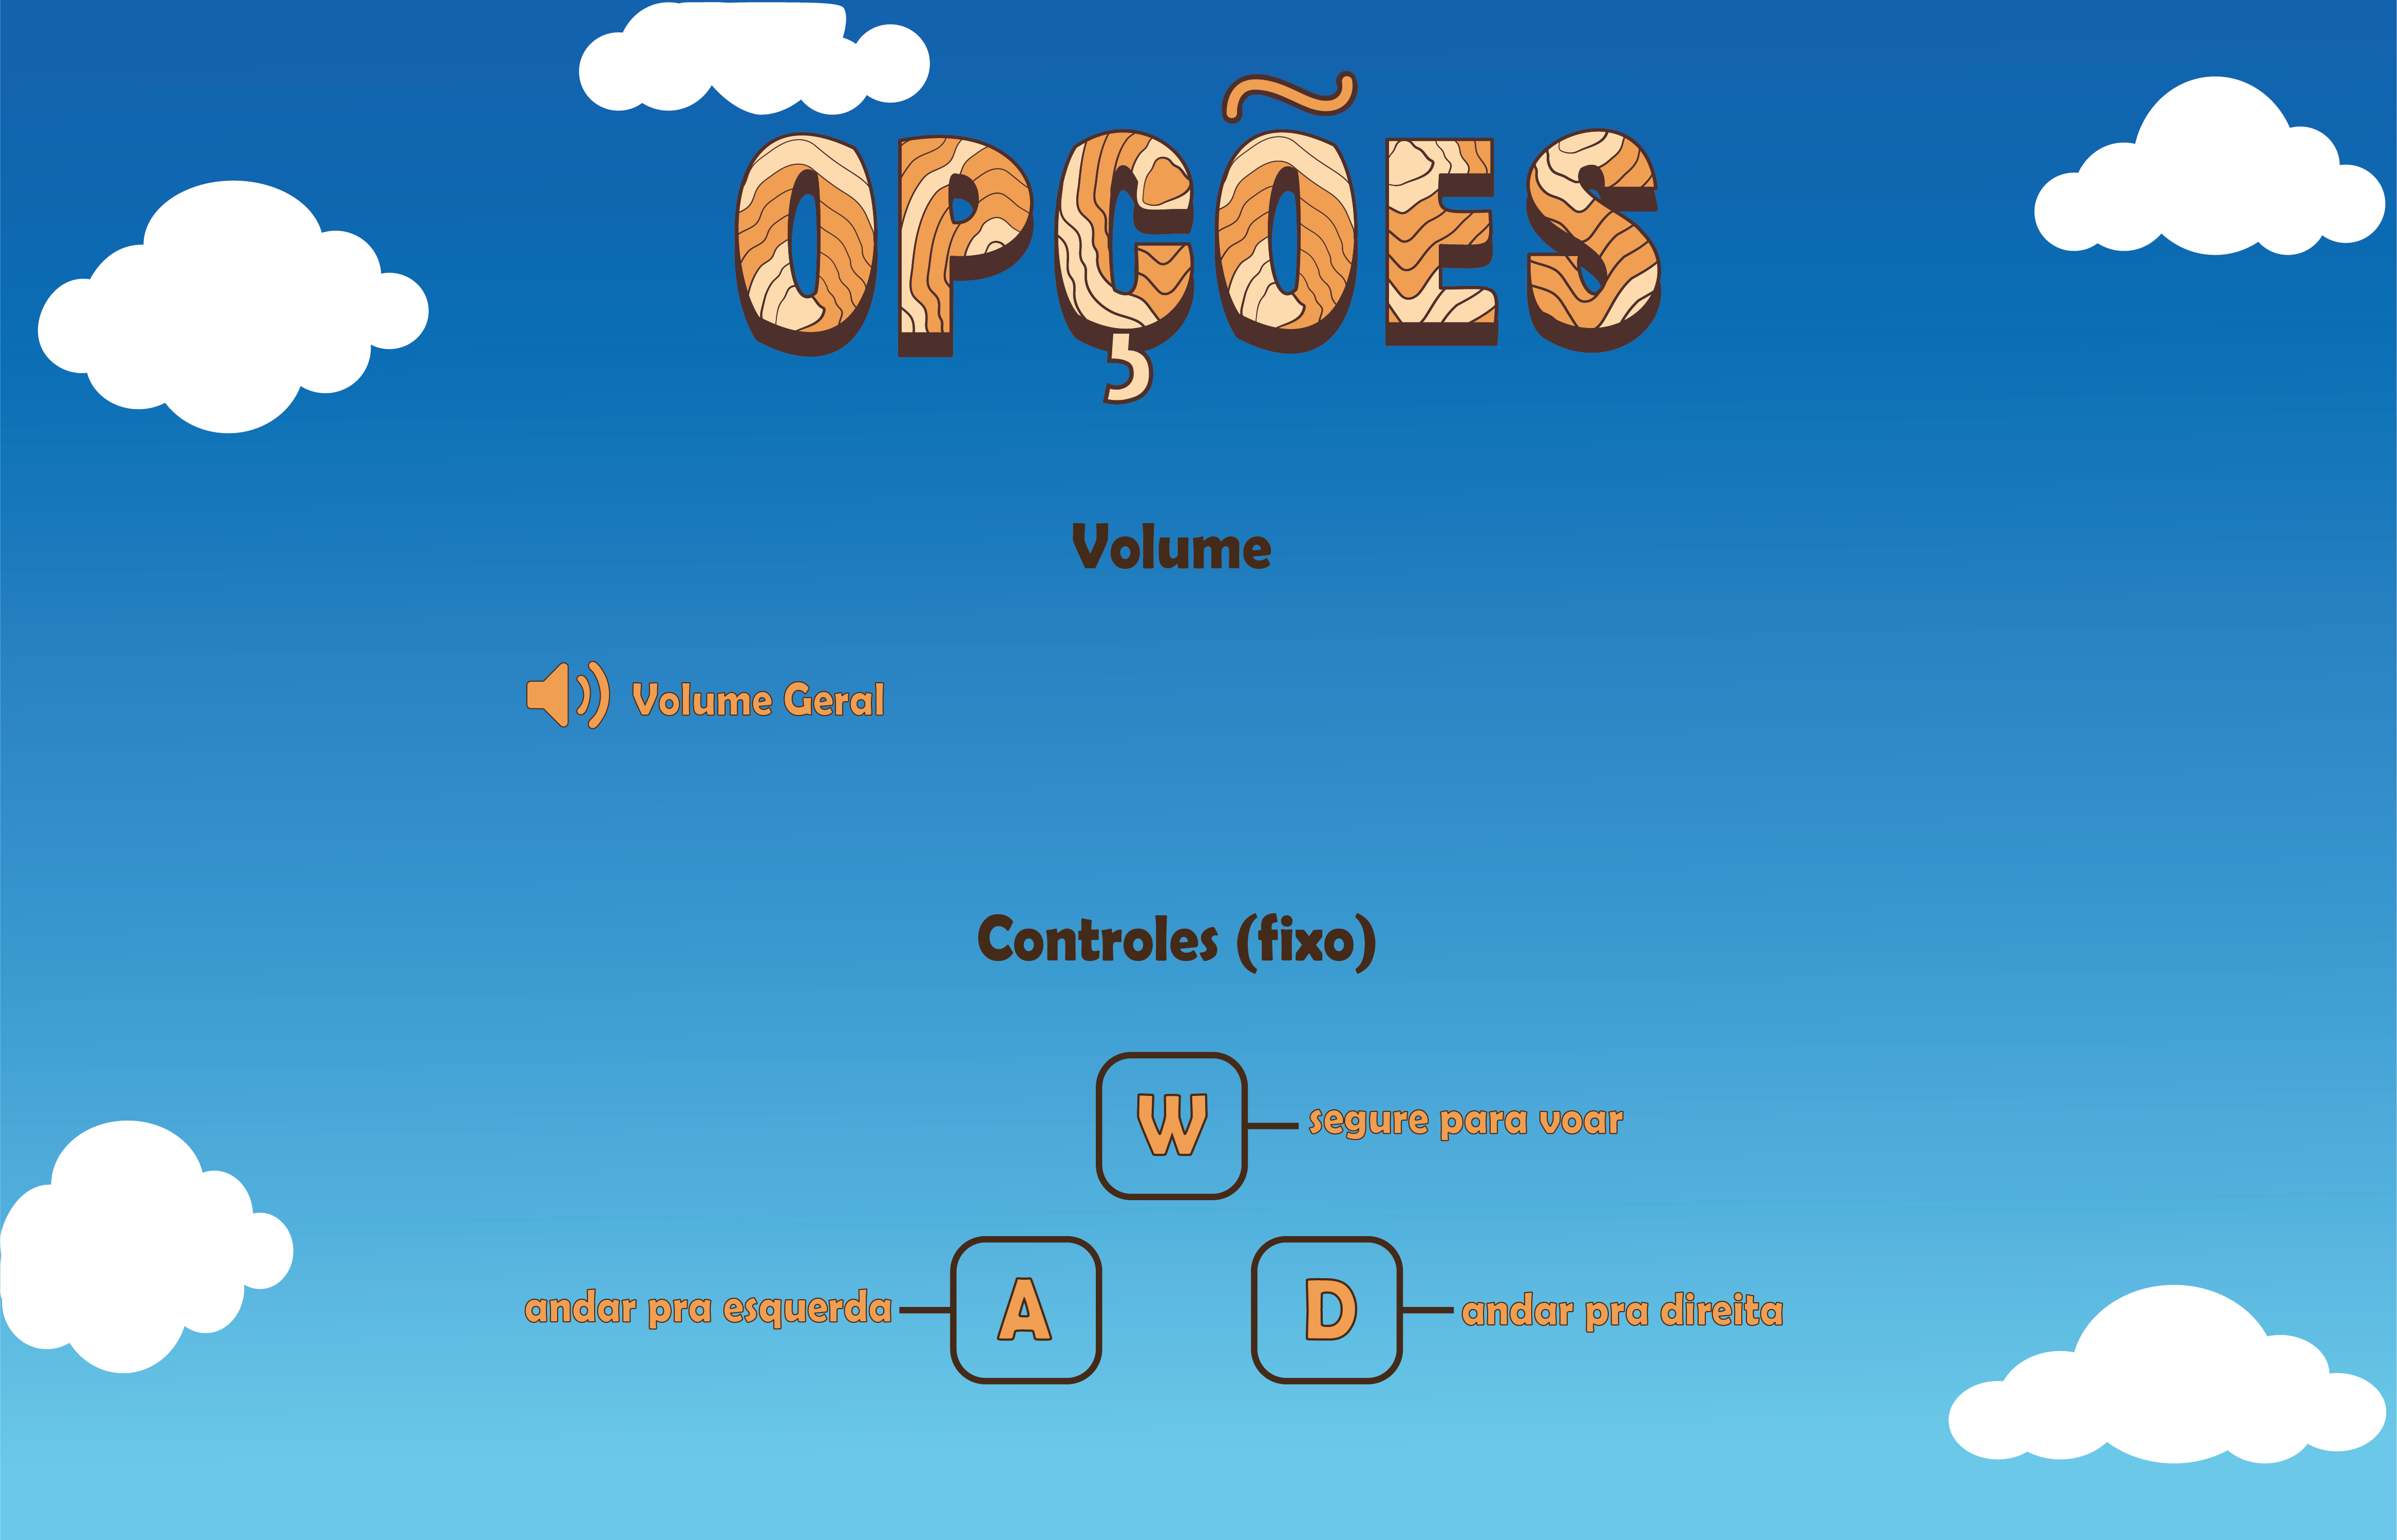 OPÇÕES
Volume
Volume Geral
Controles (fixo)
W
segure para voar
andar pra esquerda
A
D
andar pra direita